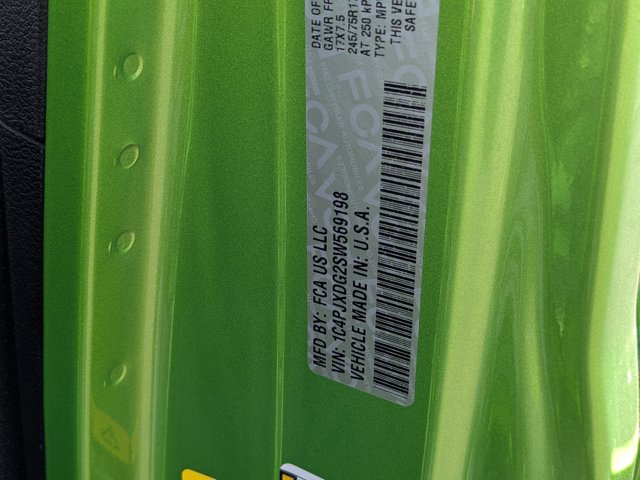 DATE OF
GAWR FR
17X7.5
245/75R1
AT 250 kP
TYPE: MP
THIS VE
SAFE
MFD BY: FCA US LLC
VIN: 1C4PJXDG2SW569198
VEHICLE MADE IN: U.S.A.